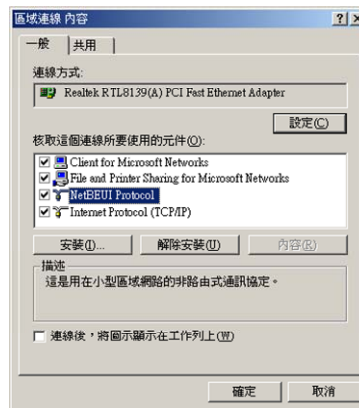 區域連線 內容
一般
共用
連線方式:
Realtek RTL8139(A) PCI Fast Ethernet Adapter
設定(C)
核取這個連線所要使用的元件(O):
Client for Microsoft Networks
File and Printer Sharing for Microsoft Networks
NetBEUI Protocol
Internet Protocol (TCP/IP)
安裝(I)...
解除安裝(U)
內容(R)
描述
這是用在小型區域網路的非路由式通訊協定。
連線後，將圖示顯示在工作列上(W)
確定
取消